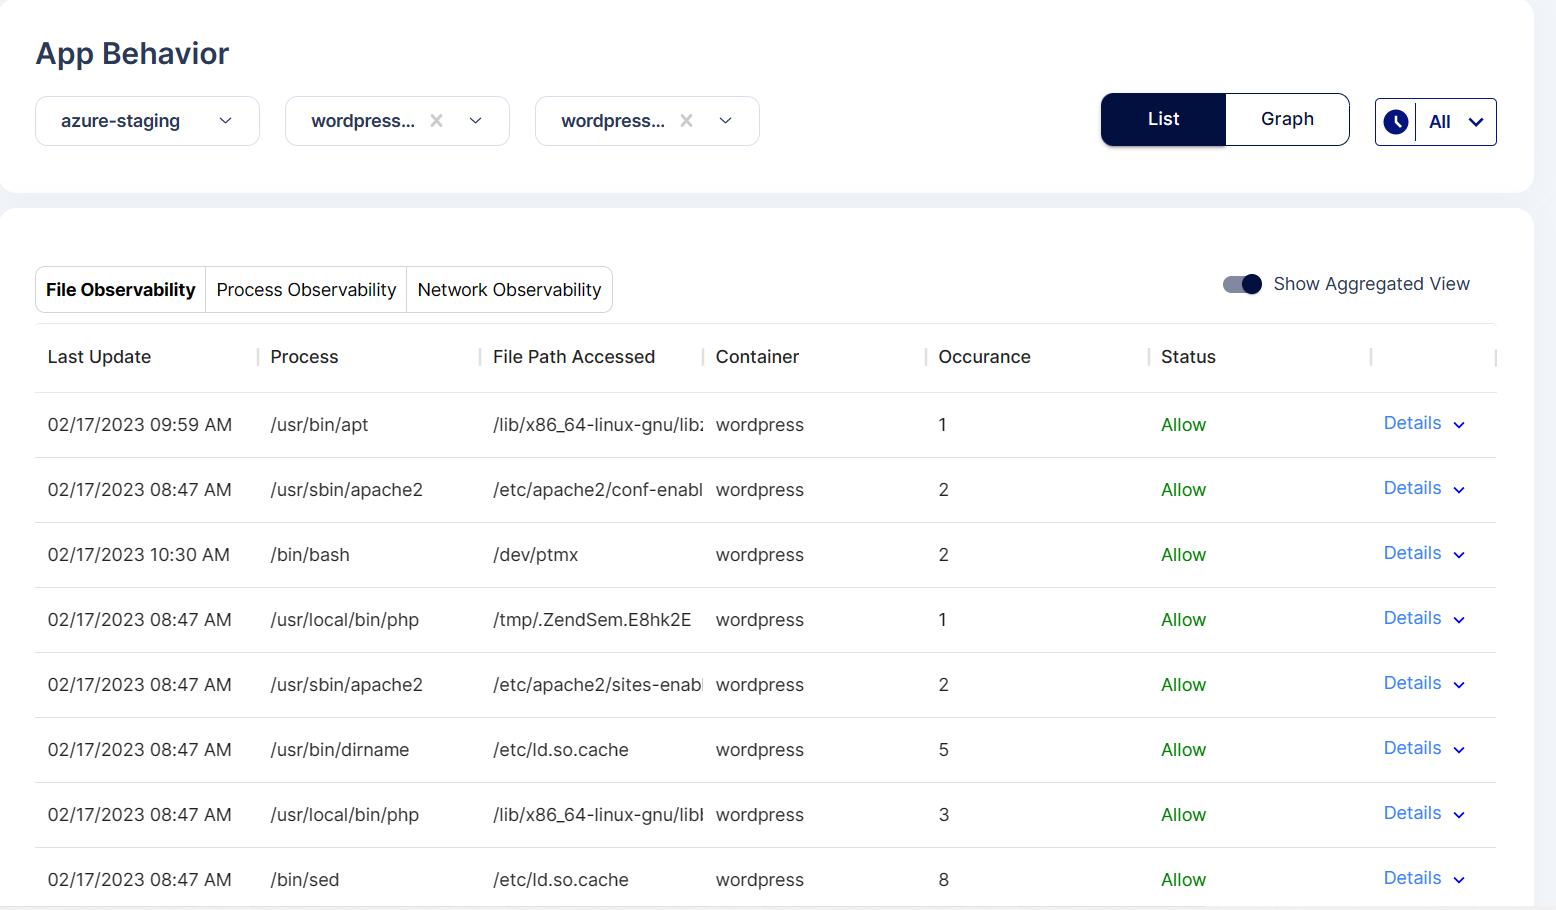 App Behavior
azure-staging wordpress... wordpress... List Graph All
File Observability Process Observability Network Observability Show Aggregated View
Last Update Process File Path Accessed Container Occurance Status
02/17/2023 09:59 AM /usr/bin/apt /lib/x86_64-linux-gnu/libz wordpress 1 Allow Details
02/17/2023 08:47 AM /usr/sbin/apache2 /etc/apache2/conf-enabl wordpress 2 Allow Details
02/17/2023 10:30 AM /bin/bash /dev/ptmx wordpress 2 Allow Details
02/17/2023 08:47 AM /usr/local/bin/php /tmp/.ZendSem.E8hk2E wordpress 1 Allow Details
02/17/2023 08:47 AM /usr/sbin/apache2 /etc/apache2/sites-enabl wordpress 2 Allow Details
02/17/2023 08:47 AM /usr/bin/dirname /etc/ld.so.cache wordpress 5 Allow Details
02/17/2023 08:47 AM /usr/local/bin/php /lib/x86_64-linux-gnu/libb wordpress 3 Allow Details
02/17/2023 08:47 AM /bin/sed /etc/ld.so.cache wordpress 8 Allow Details